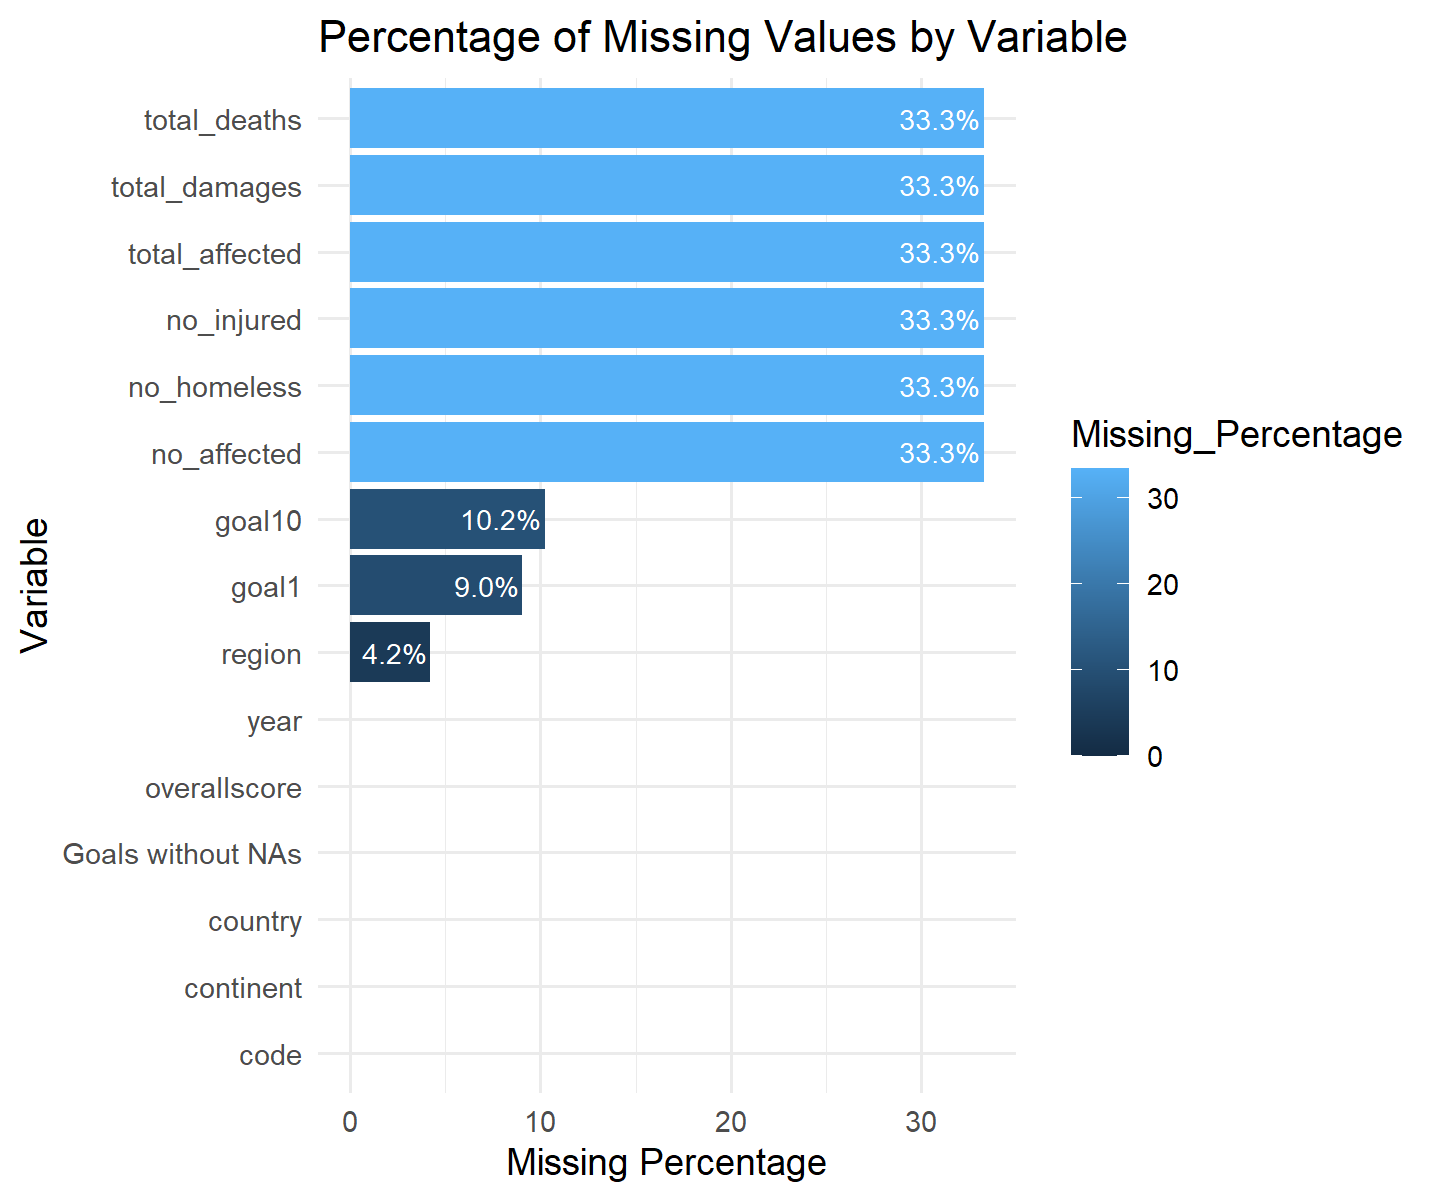 Percentage of Missing Values by Variable
total_deaths 33.3%
total_damages 33.3%
total_affected 33.3%
no_injured 33.3%
no_homeless 33.3%
no_affected 33.3%
goal10 10.2%
goal1 9.0%
region 4.2%
year
overallscore
Goals without NAs
country
continent
code
0 10 20 30
Missing Percentage
Variable
Missing_Percentage
30
20
10
0